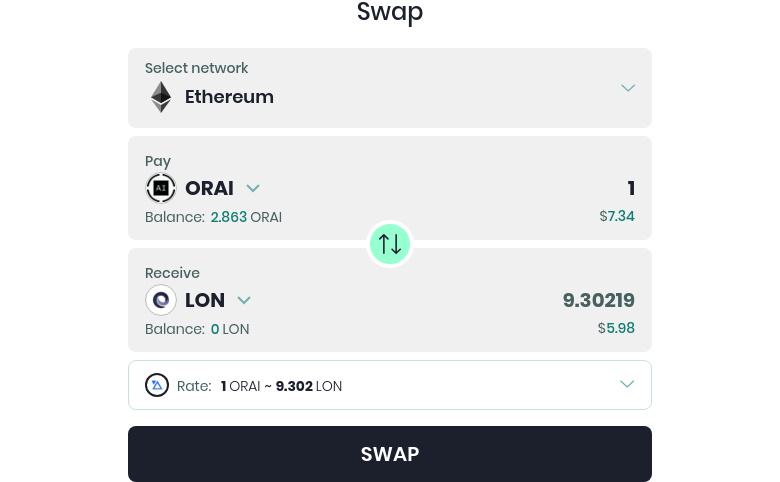 Swap
Select network
Ethereum
Pay
AI
ORAI
1
Balance: 2.863 ORAI
$7.34
Receive
LON
9.30219
Balance: 0 LON
$5.98
Rate: 1 ORAI ~ 9.302 LON
SWAP